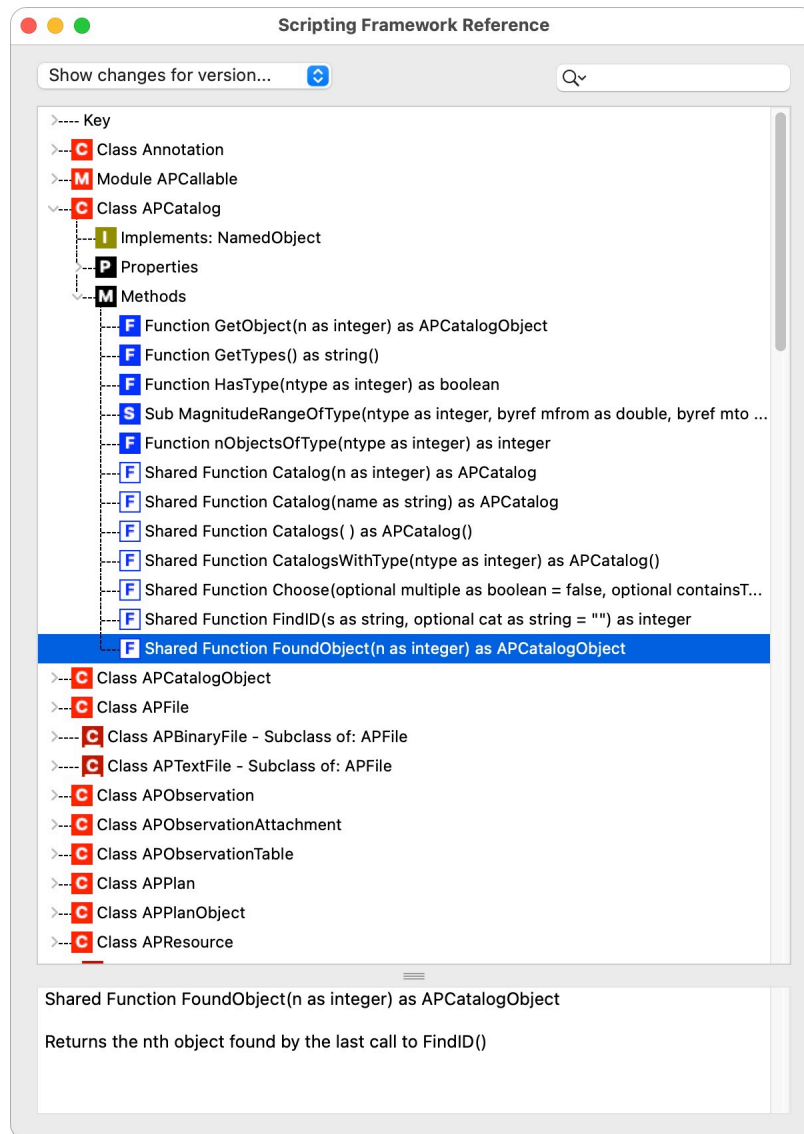 Scripting Framework Reference
Show changes for version...
Key
C Class Annotation
M Module APCallable
C Class APCatalog
I Implements: NamedObject
P Properties
M Methods
F Function GetObject(n as integer) as APCatalogObject
F Function GetTypes() as string()
F Function HasType(ntype as integer) as boolean
S Sub MagnitudeRangeOfType(ntype as integer, byref mfrom as double, byref mto ...
F Function nObjectsOfType(ntype as integer) as integer
F Shared Function Catalog(n as integer) as APCatalog
F Shared Function Catalog(name as string) as APCatalog
F Shared Function Catalogs( ) as APCatalog()
F Shared Function CatalogsWithType(ntype as integer) as APCatalog()
F Shared Function Choose(optional multiple as boolean = false, optional containsT...
F Shared Function FindID(s as string, optional cat as string = "") as integer
F Shared Function FoundObject(n as integer) as APCatalogObject
C Class APCatalogObject
C Class APFile
C Class APBinaryFile - Subclass of: APFile
C Class APTextFile - Subclass of: APFile
C Class APObservation
C Class APObservationAttachment
C Class APObservationTable
C Class APPlan
C Class APPlanObject
C Class APResource
Shared Function FoundObject(n as integer) as APCatalogObject
Returns the nth object found by the last call to FindID()